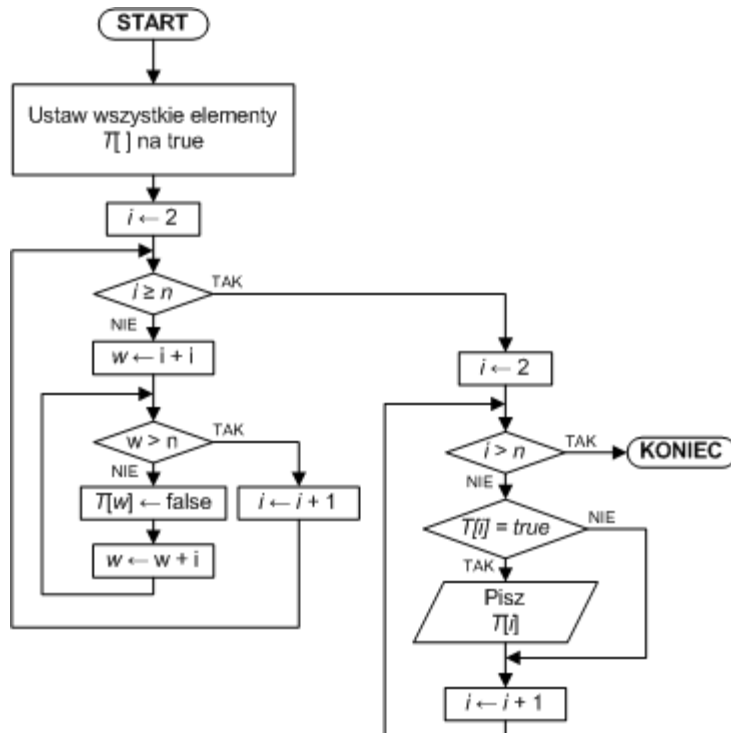 START
Ustaw wszystkie elementy
T[ ] na true
i ← 2
i ≥ n
TAK
NIE
w ← i + i
w > n
TAK
NIE
T[w] ← false
i ← i + 1
w ← w + i
i ← 2
i > n
TAK
KONIEC
NIE
T[i] = true
NIE
TAK
Pisz
T[i]
i ← i + 1